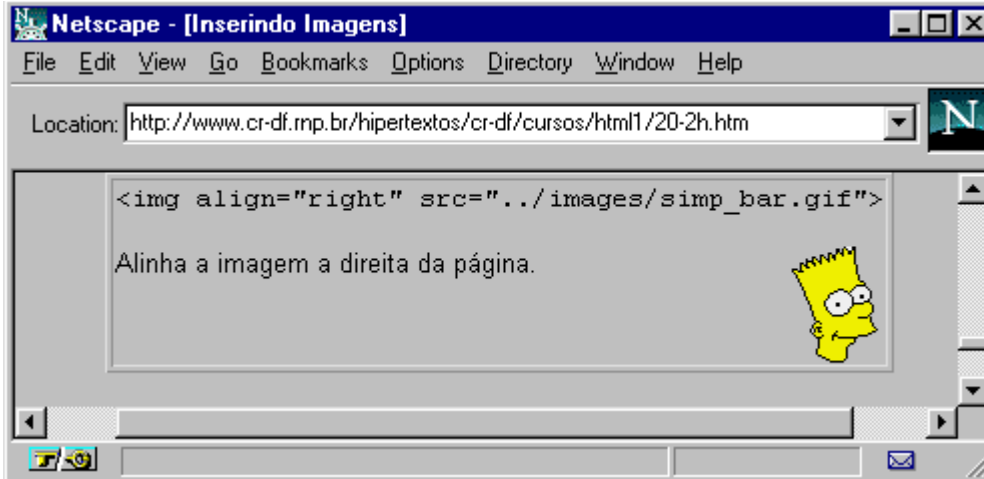 Netscape - [Inserindo Imagens]
File Edit View Go Bookmarks Options Directory Window Help
Location: http://www.cr-df.rnp.br/hipertextos/cr-df/cursos/html1/20-2h.htm
N
<img align="right" src="../images/simp_bar.gif">
Alinha a imagem a direita da página.